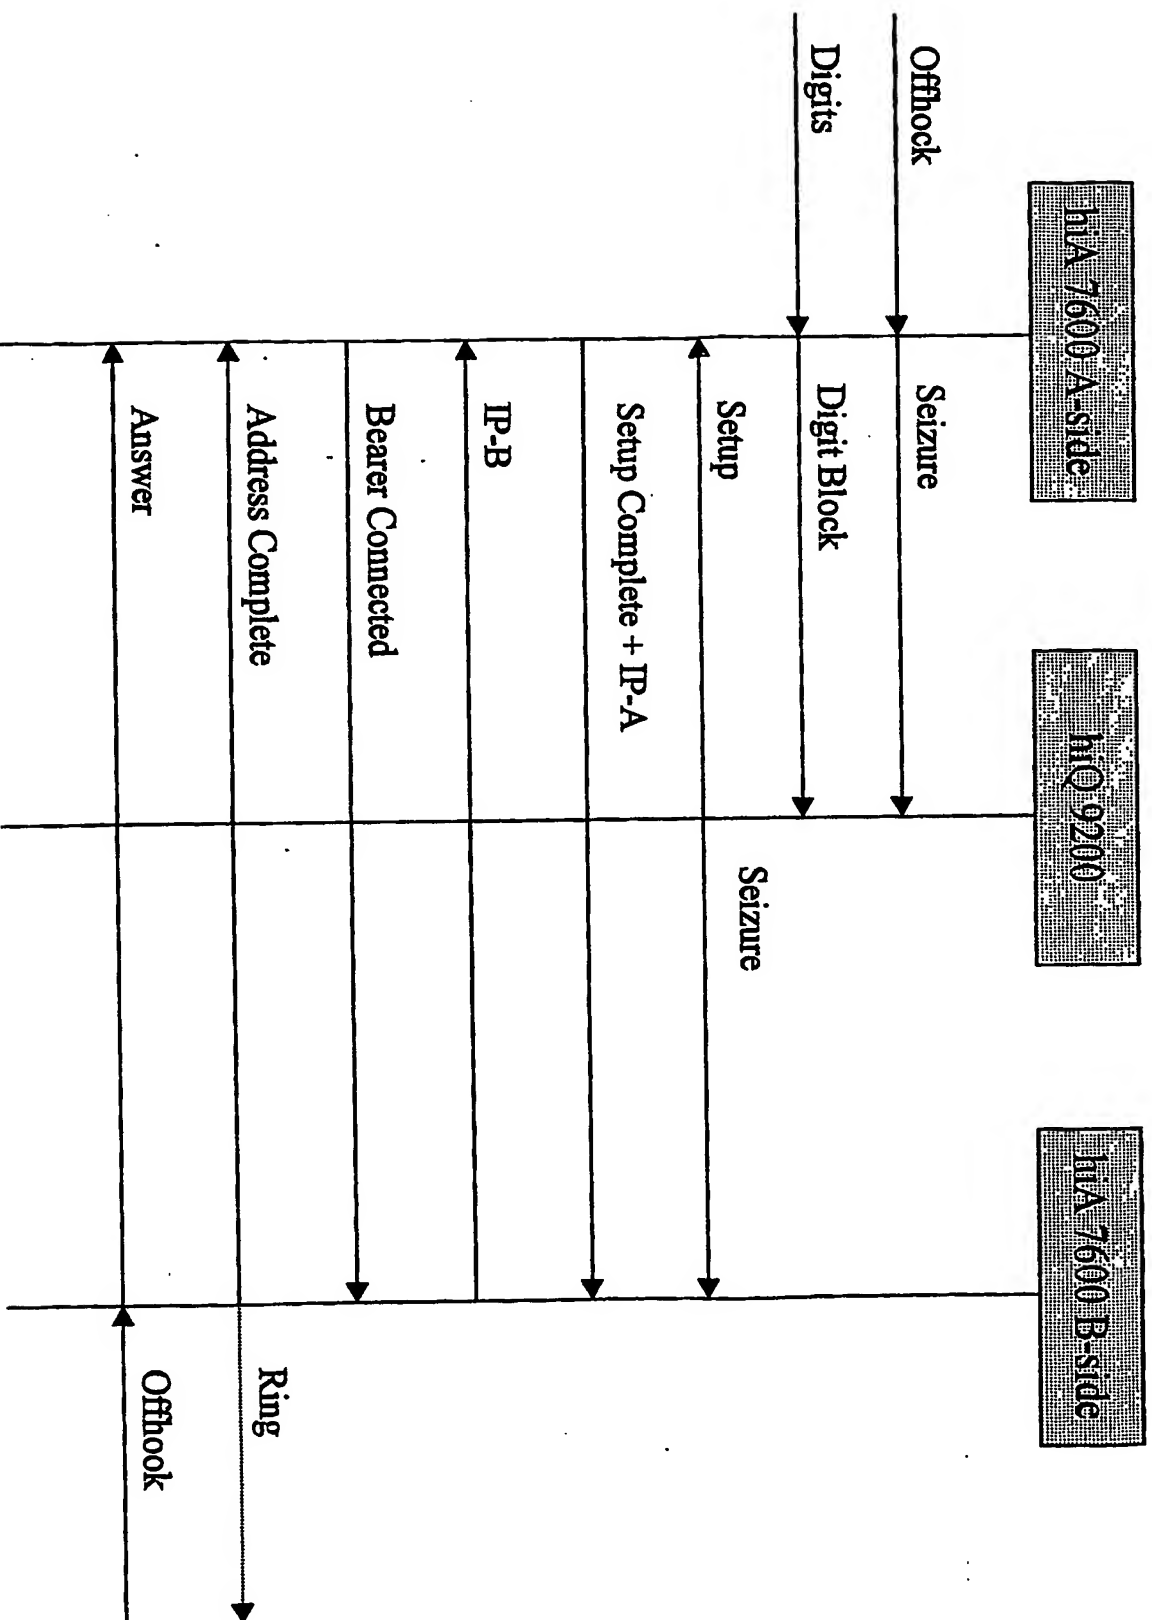 hiA 7600 A-side
hiQ 9200
hiA 7600 B-side
Offhock
Seizure
Digits
Digit Block
Setup
Seizure
Setup Complete + IP-A
IP-B
Bearer Connected
Address Complete
Ring
Answer
Offhook